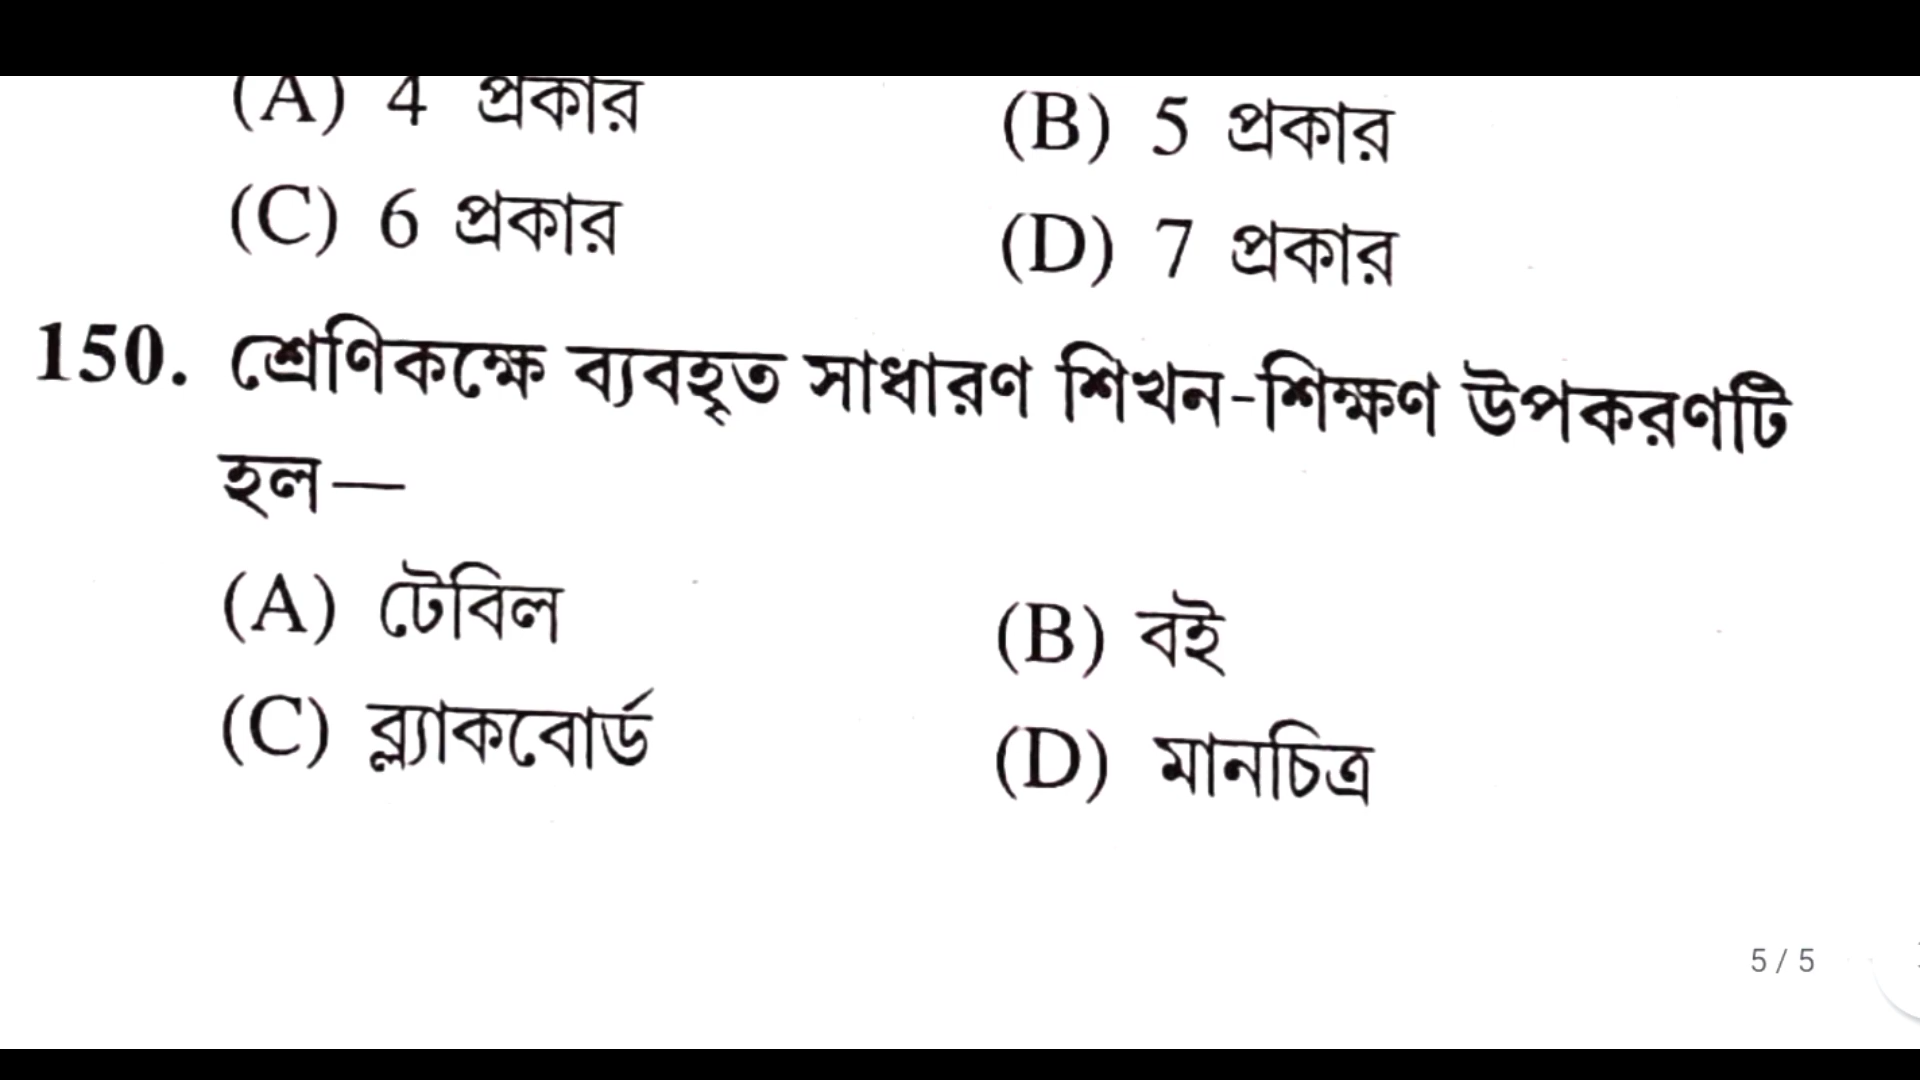 (A) 4 প্রকার (B) 5 প্রকার
(C) 6 প্রকার (D) 7 প্রকার
150. শ্রেণিকক্ষে ব্যবহৃত সাধারণ শিখন-শিক্ষণ উপকরণটি
হল—
(A) টেবিল (B) বই
(C) ব্ল্যাকবোর্ড (D) মানচিত্র
5 / 5